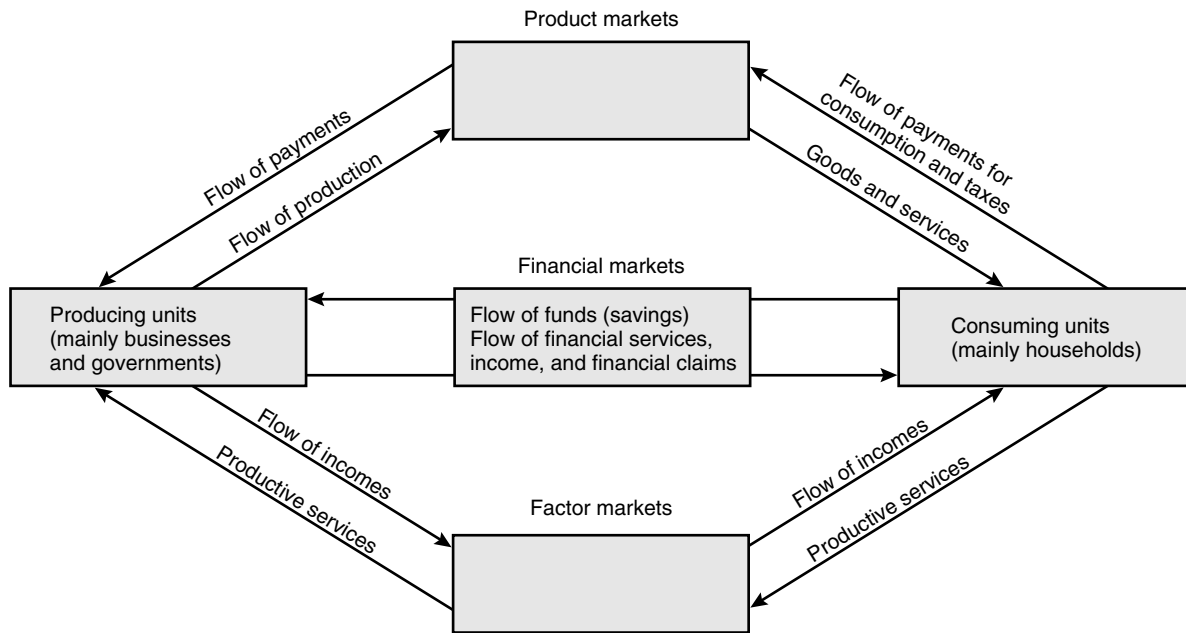 Product markets
Flow of payments
Flow of production
Flow of payments for
consumption and taxes
Goods and services
Financial markets
Producing units
(mainly businesses
and governments)
Flow of funds (savings)
Flow of financial services,
income, and financial claims
Consuming units
(mainly households)
Flow of incomes
Productive services
Factor markets
Flow of incomes
Productive services